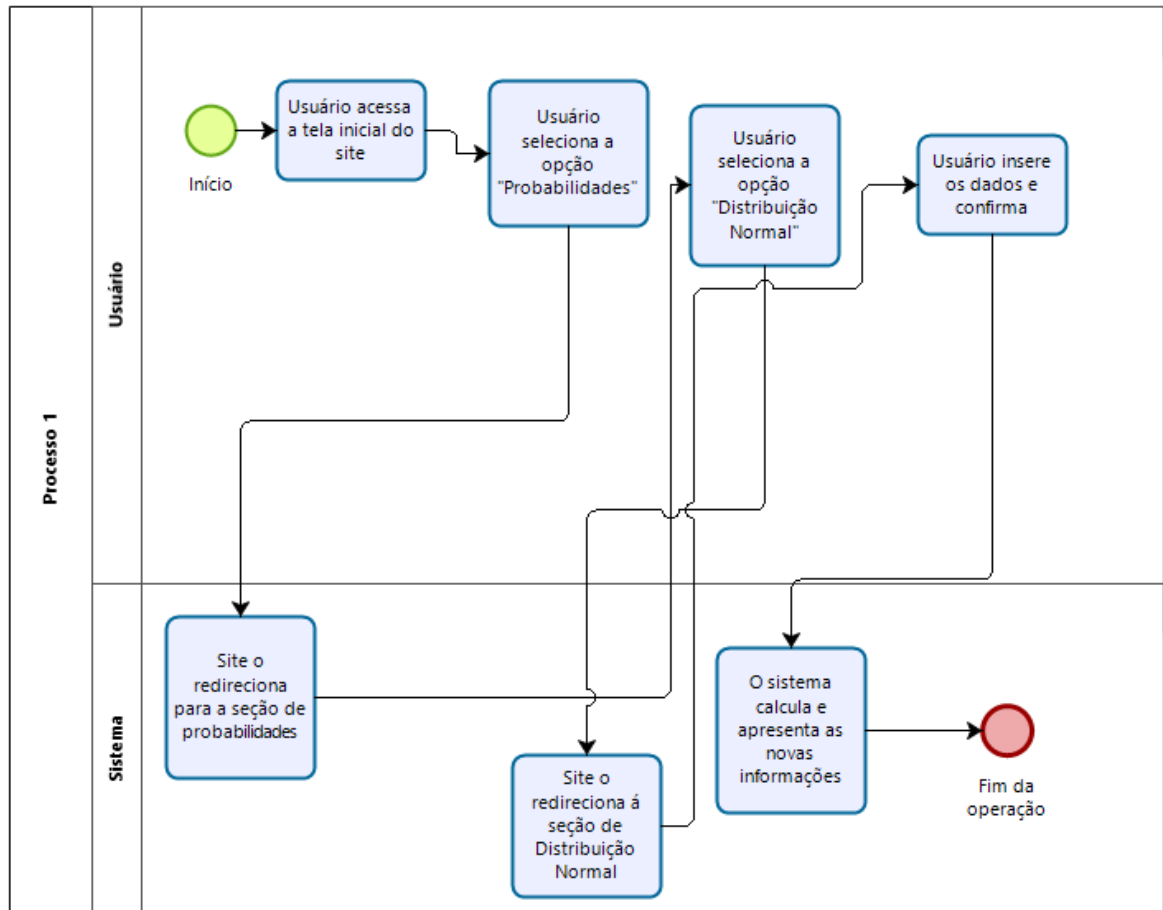 Processo 1
Usuário
Início
Usuário acessa
a tela inicial do
site
Usuário
seleciona a
opção
"Probabilidades"
Usuário
seleciona a
opção
"Distribuição
Normal"
Usuário insere
os dados e
confirma
Sistema
Site o
redireciona
para a seção de
probabilidades
Site o
redireciona á
seção de
Distribuição
Normal
O sistema
calcula e
apresenta as
novas
informações
Fim da
operação